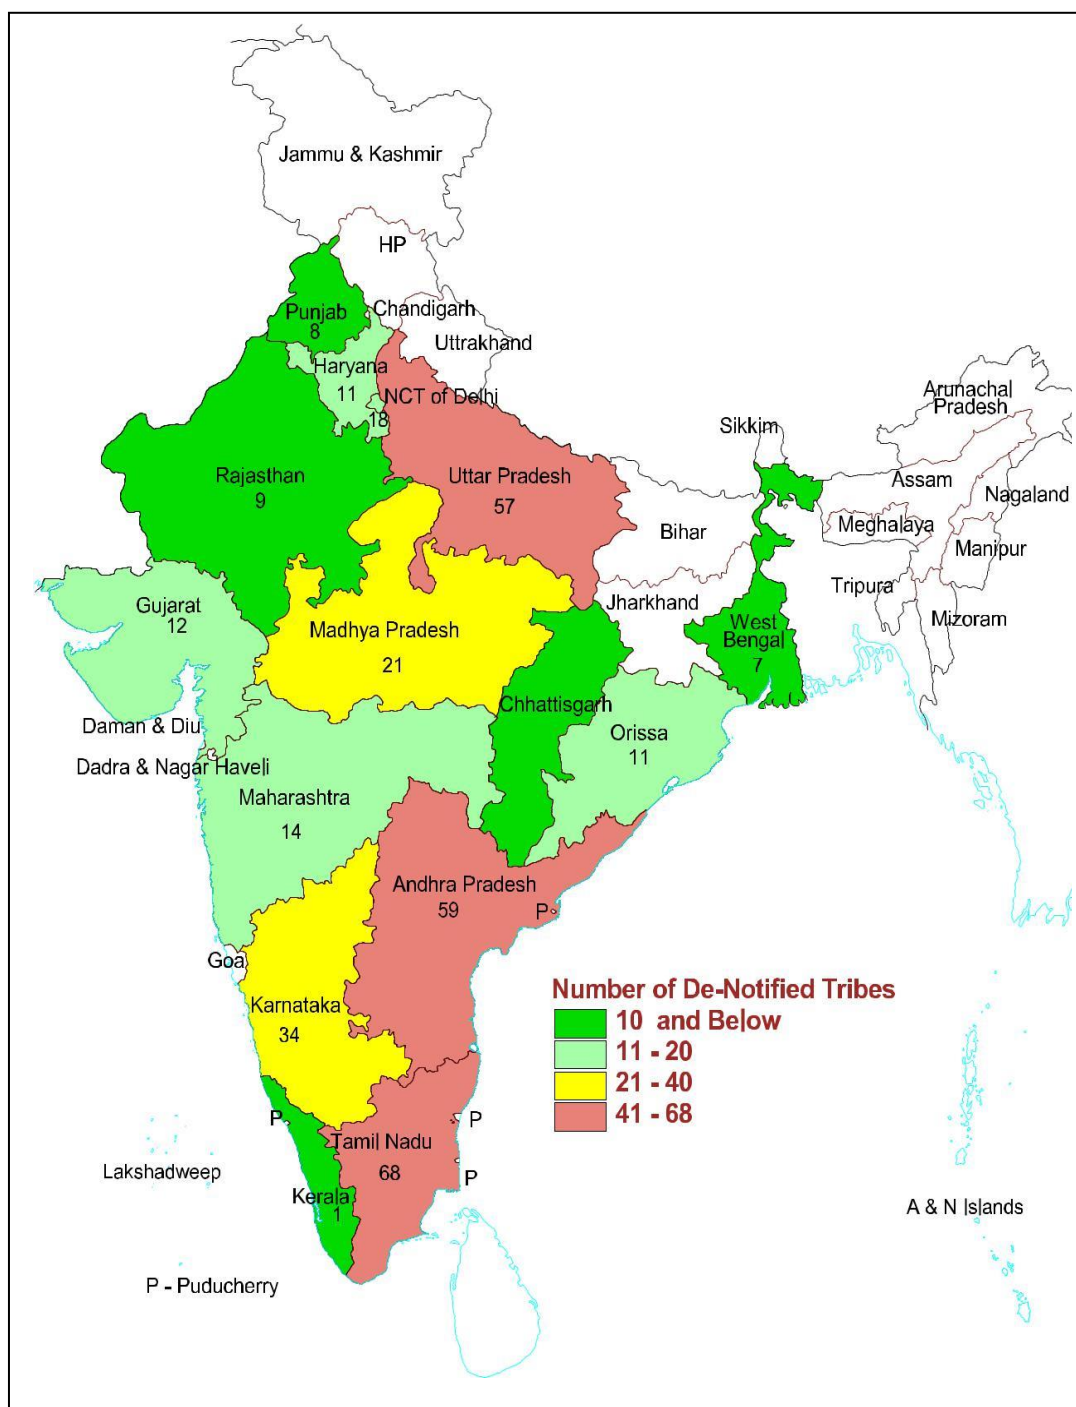 Jammu & Kashmir
HP
Chandigarh
Punjab
8
Uttrakhand
Haryana
11
NCT of Delhi
18
Arunachal
Pradesh
Sikkim
Rajasthan
9
Uttar Pradesh
57
Assam
Nagaland
Meghalaya
Bihar
Manipur
Tripura
Gujarat
12
Jharkhand
Mizoram
Madhya Pradesh
21
West
Bengal
7
Chhattisgarh
Daman & Diu
Orissa
11
Dadra & Nagar Haveli
Maharashtra
14
Andhra Pradesh
59
P
Goa
Karnataka
34
Number of De-Notified Tribes
10 and Below
11 - 20
21 - 40
41 - 68
P
P
Tamil Nadu
68
P
Lakshadweep
Kerala
1
A & N Islands
P - Puducherry